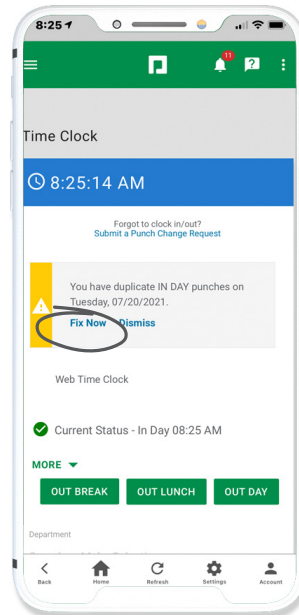 8:25
11
?
Time Clock
8:25:14 AM
Forgot to clock in/out?
Submit a Punch Change Request
You have duplicate IN DAY punches on
Tuesday, 07/20/2021.
Fix Now Dismiss
Web Time Clock
Current Status - In Day 08:25 AM
MORE
OUT BREAK OUT LUNCH OUT DAY
Department
Back Home Refresh Settings Account